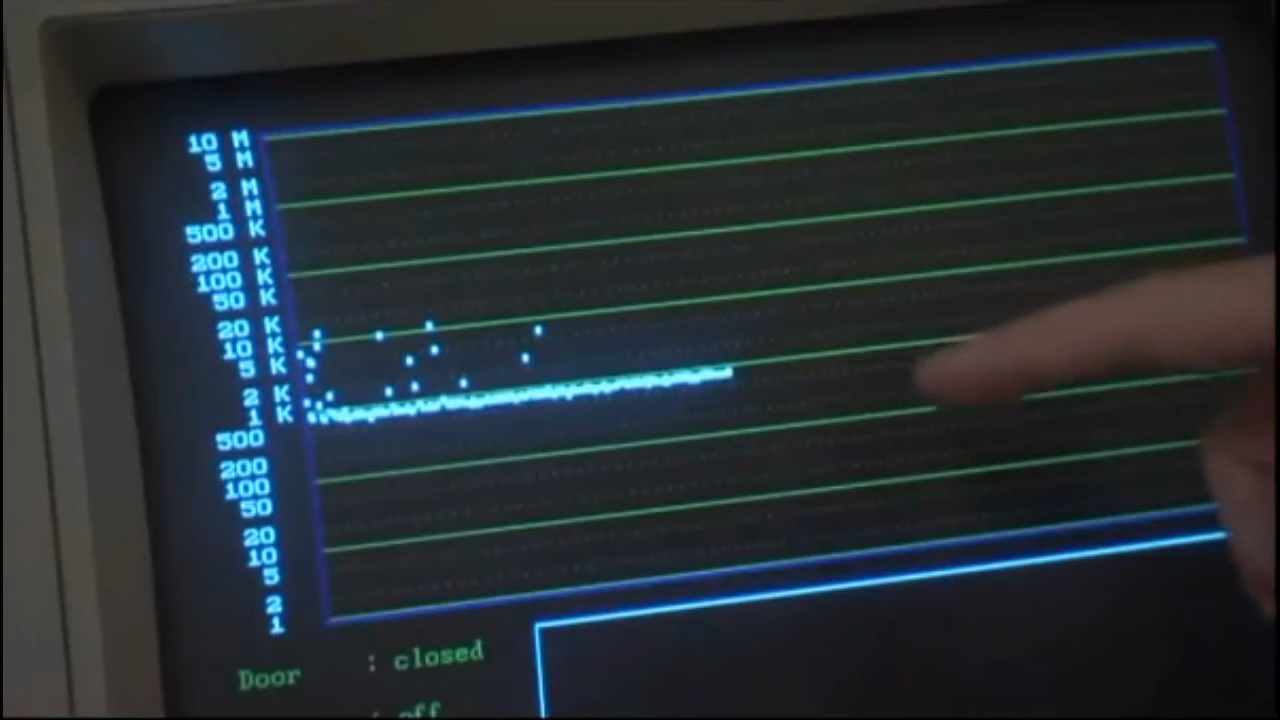 10 M
5 M
2 M
1 M
500 K
200 K
100 K
50 K
20 K
10 K
5 K
2 K
1 K
500
200
100
50
20
10
5
2
1
Door : closed
: off